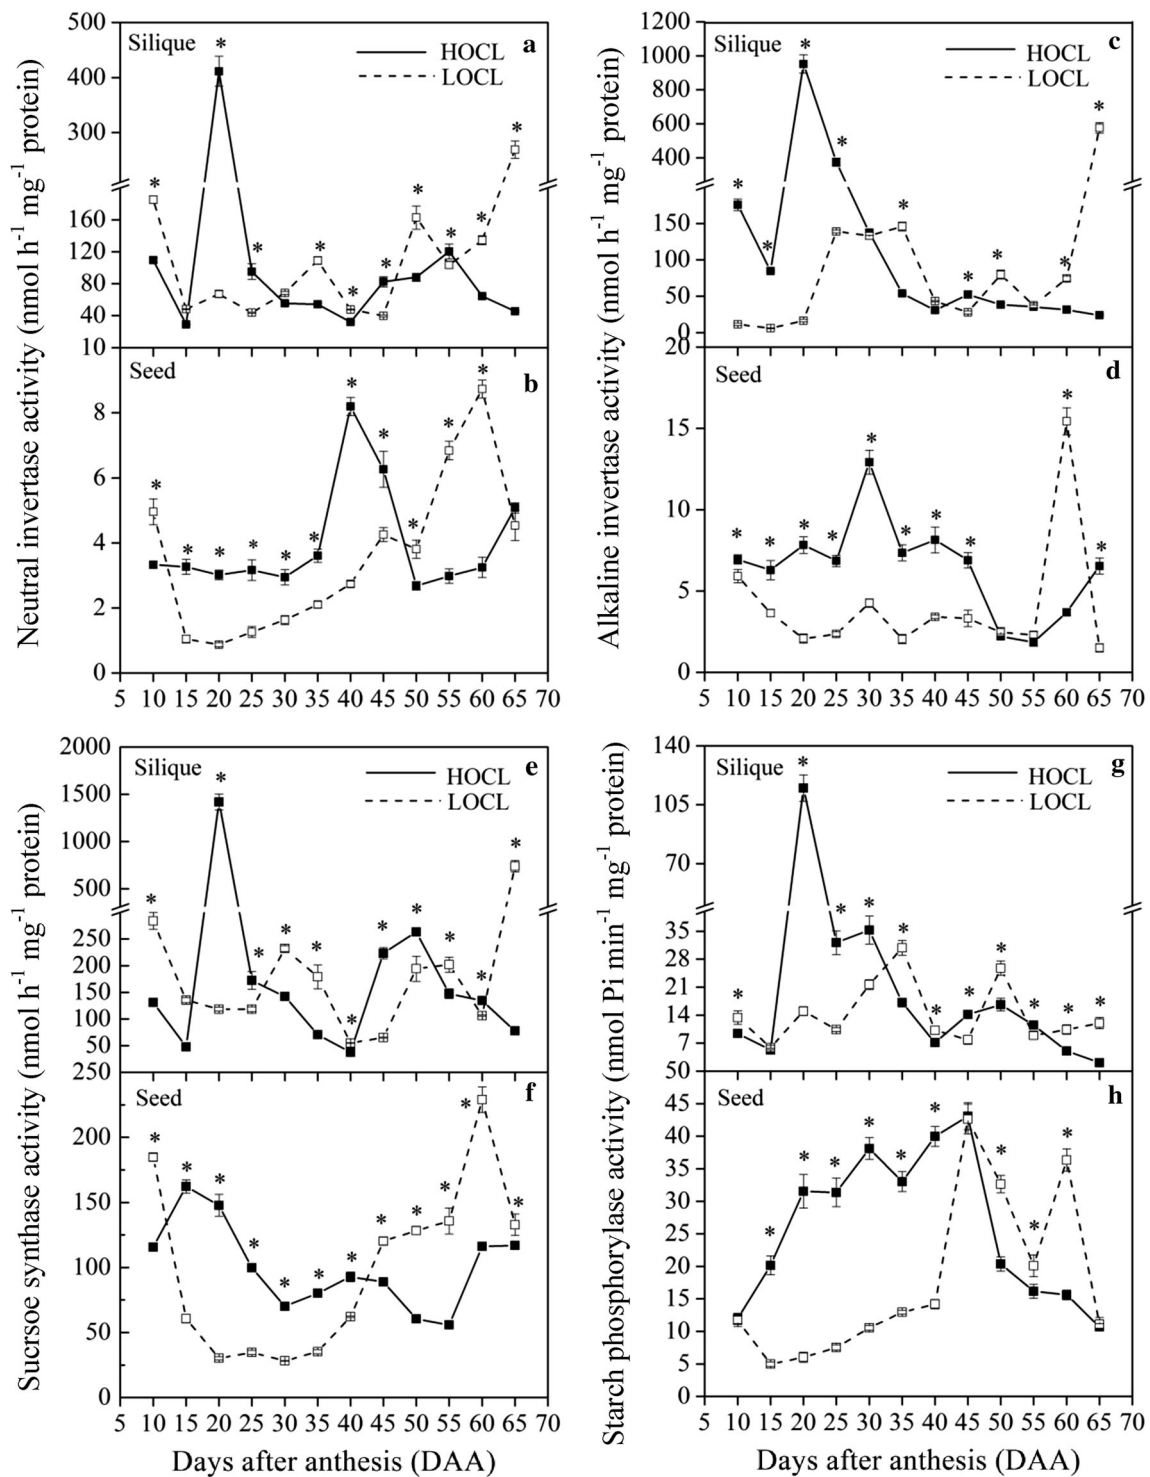 Neutral invertase activity (nmol h-1 mg-1 protein)
500
400
300
160
120
80
40
10
Silique
a
HOCL
LOCL
* * * * * * * * * *
8
6
4
2
0
Seed
b
* * * * * * * * * * *
5 10 15 20 25 30 35 40 45 50 55 60 65 70
Alkaline invertase activity (nmol h-1 mg-1 protein)
1200
1000
800
600
400
150
100
50
0
20
Silique
c
HOCL
LOCL
* * * * * * * * *
15
10
5
0
Seed
d
* * * * * * * * * *
5 10 15 20 25 30 35 40 45 50 55 60 65 70
Sucrsoe synthase activity (nmol h-1 mg-1 protein)
2000
1500
1000
500
250
200
150
100
50
250
Silique
e
HOCL
LOCL
* * * * * * * * * * *
200
150
100
50
0
Seed
f
* * * * * * * * * * * *
5 10 15 20 25 30 35 40 45 50 55 60 65 70
Days after anthesis (DAA)
Starch phosphorylase activity (nmol Pi min-1 mg-1 protein)
140
105
70
35
28
21
14
7
50
Silique
g
HOCL
LOCL
* * * * * * * * * * *
45
40
35
30
25
20
15
10
5
0
Seed
h
* * * * * * * * *
5 10 15 20 25 30 35 40 45 50 55 60 65 70
Days after anthesis (DAA)